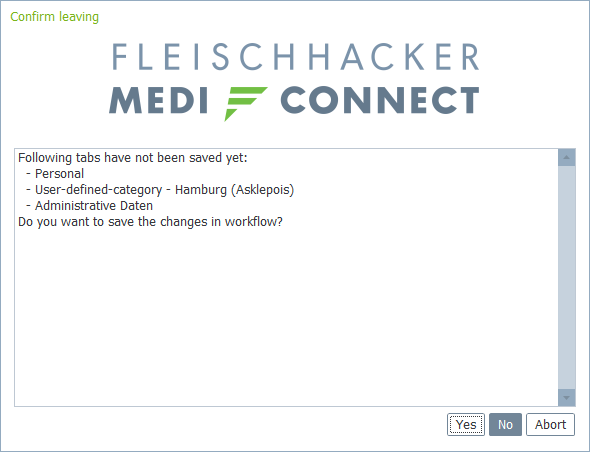 Confirm leaving
FLEISCHHACKER
MEDI CONNECT
Following tabs have not been saved yet:
- Personal
- User-defined-category - Hamburg (Asklepois)
- Administrative Daten
Do you want to save the changes in workflow?
Yes No Abort